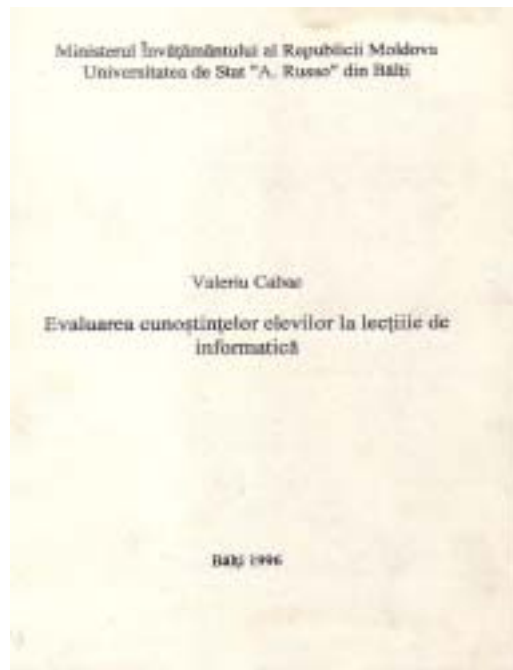 Ministerul Învățământului al Republicii Moldova
Universitatea de Stat "A. Russo" din Bălți
Valeriu Cabac
Evaluarea cunoștințelor elevilor la lecțiile de
informatică
Bălți 1996